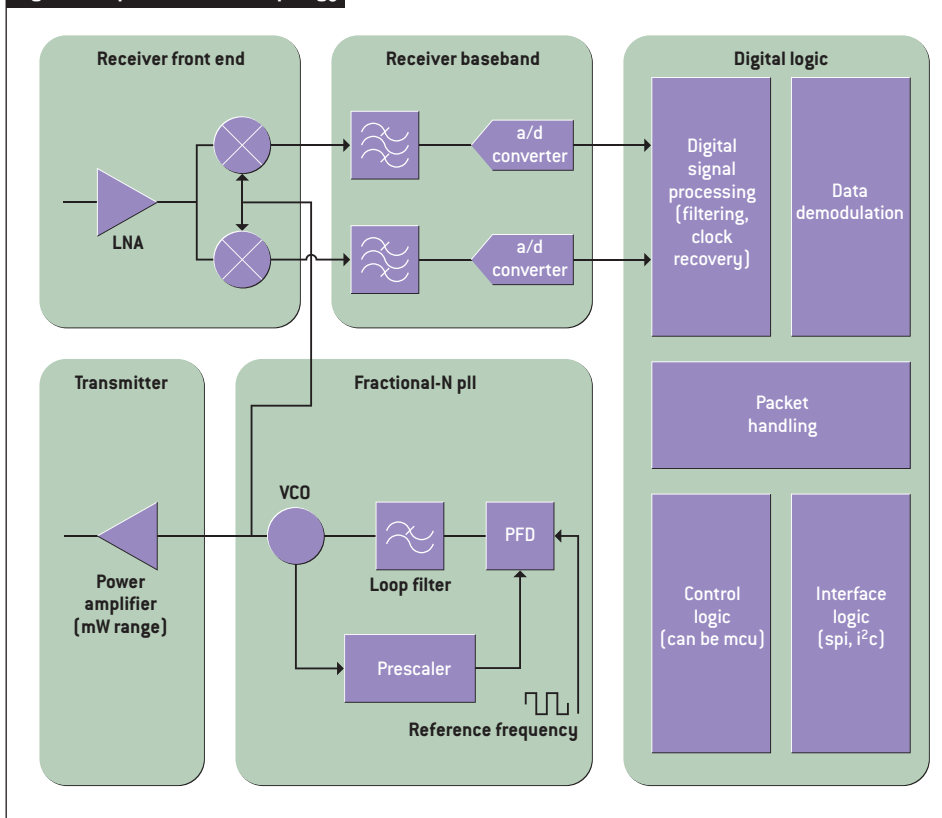 Receiver front end
LNA
Receiver baseband
a/d
converter
a/d
converter
Digital logic
Digital
signal
processing
(filtering,
clock
recovery)
Data
demodulation
Packet
handling
Control
logic
(can be mcu)
Interface
logic
(spi, i²c)
Transmitter
Power
amplifier
(mW range)
Fractional-N pll
VCO
Loop filter
PFD
Prescaler
Reference frequency